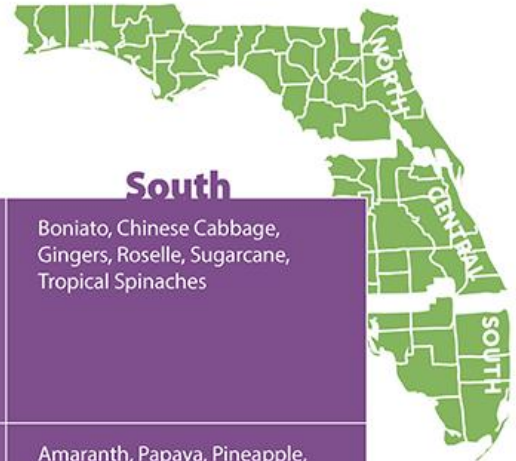 NORTH
South
CENTRAL
Boniato, Chinese Cabbage,
Gingers, Roselle, Sugarcane,
Tropical Spinaches
SOUTH
Amaranth, Papaya, Pineapple,